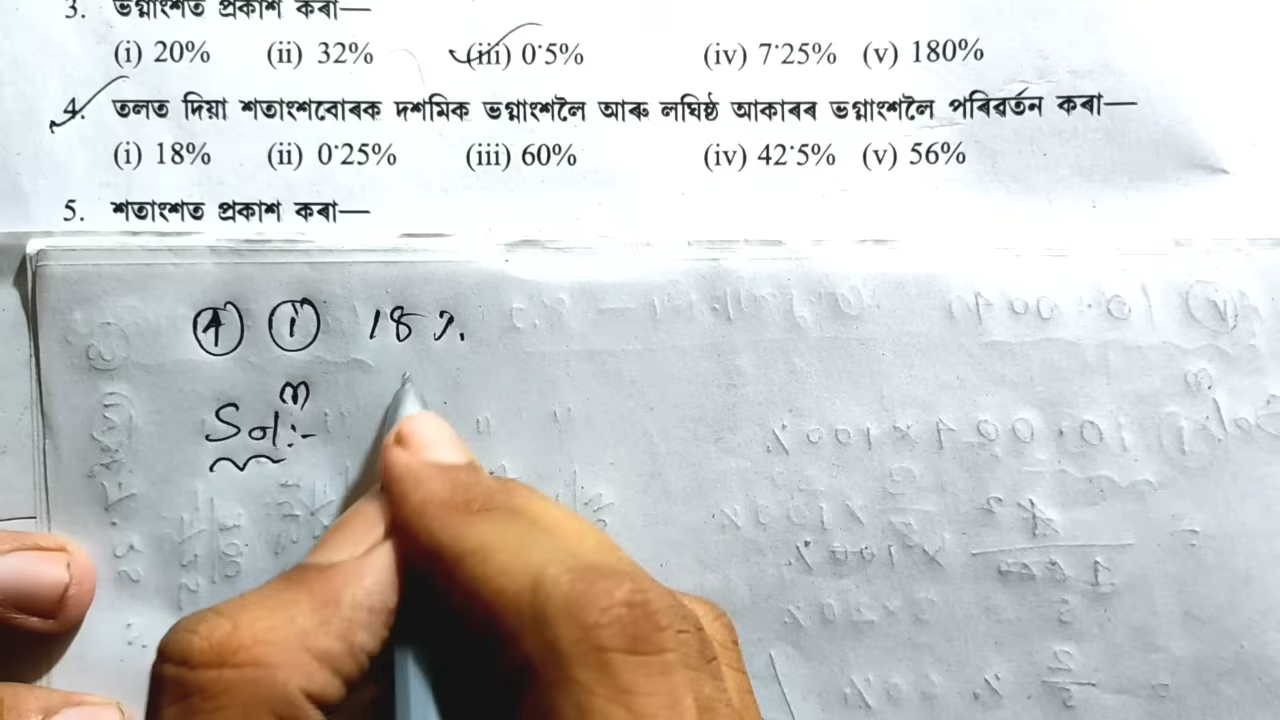 3. ভগ্নাংশত প্ৰকাশ কৰা—
(i) 20% (ii) 32% (iii) 0·5% (iv) 7·25% (v) 180%
4. তলত দিয়া শতাংশবোৰক দশমিক ভগ্নাংশলৈ আৰু লঘিষ্ঠ আকাৰৰ ভগ্নাংশলৈ পৰিৱৰ্তন কৰা—
(i) 18% (ii) 0·25% (iii) 60% (iv) 42·5% (v) 56%
5. শতাংশত প্ৰকাশ কৰা—
4 i 18%
Solⁿ:-